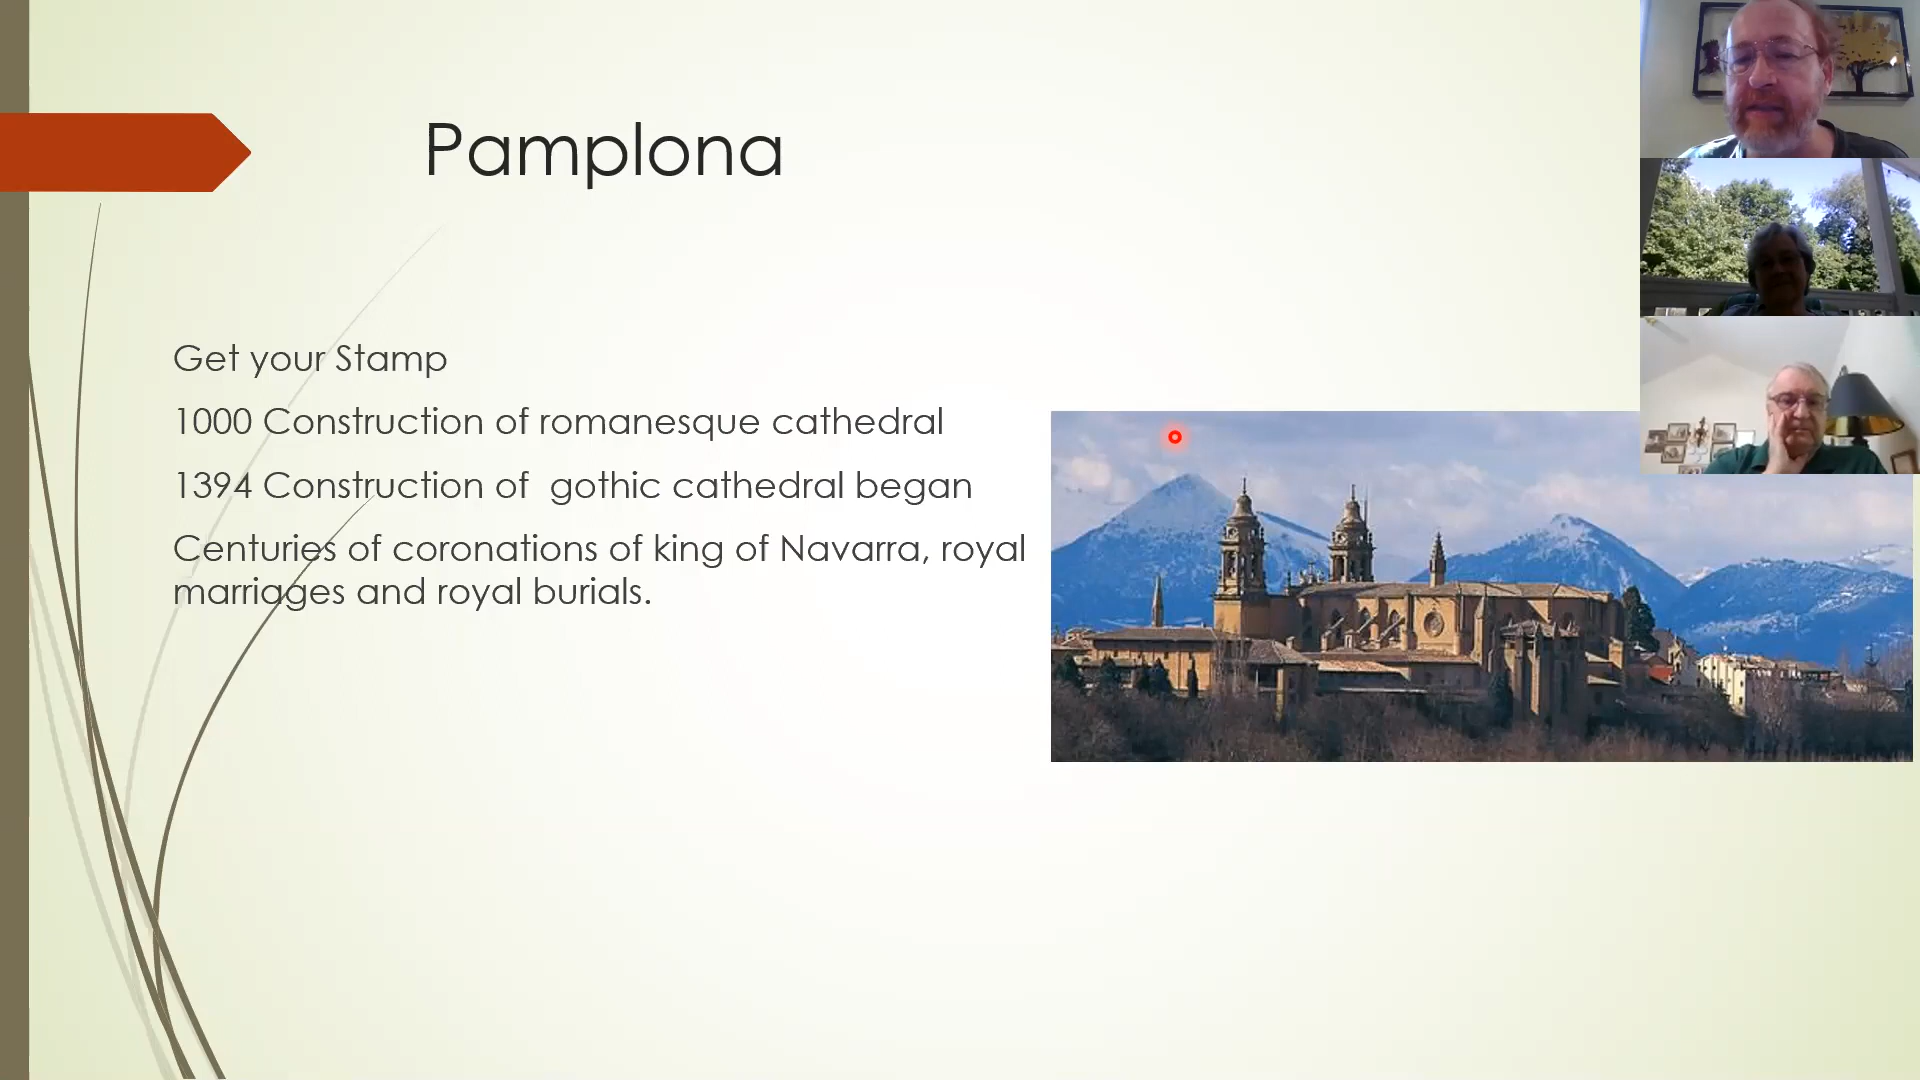 Pamplona
Get your Stamp
1000 Construction of romanesque cathedral
1394 Construction of  gothic cathedral began
Centuries of coronations of king of Navarra, royal
marriages and royal burials.